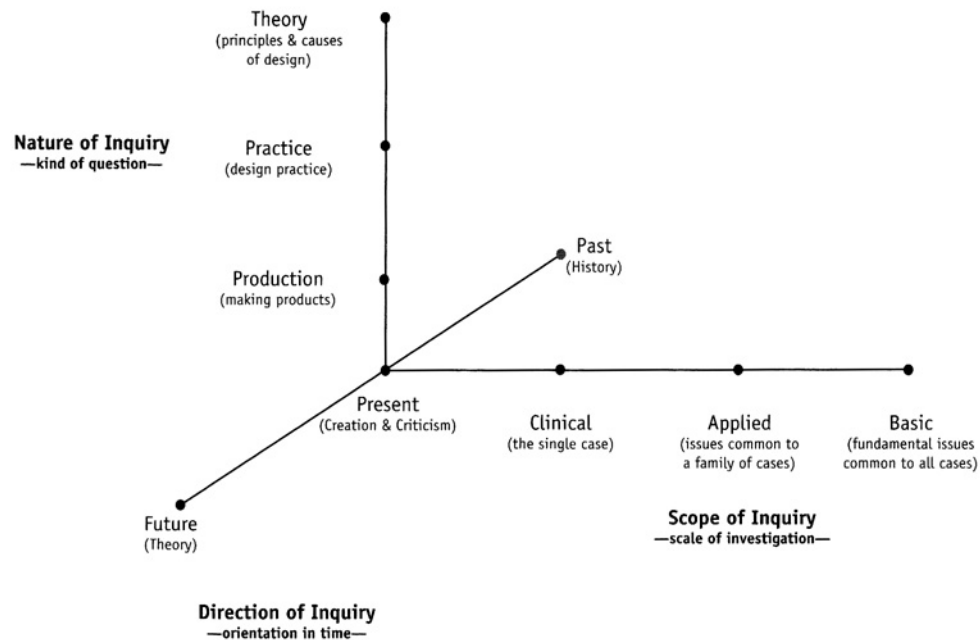 Theory
(principles & causes
of design)
Nature of Inquiry
—kind of question—
Practice
(design practice)
Past
(History)
Production
(making products)
Present
(Creation & Criticism)
Clinical
(the single case)
Applied
(issues common to
a family of cases)
Basic
(fundamental issues
common to all cases)
Future
(Theory)
Scope of Inquiry
—scale of investigation—
Direction of Inquiry
—orientation in time—